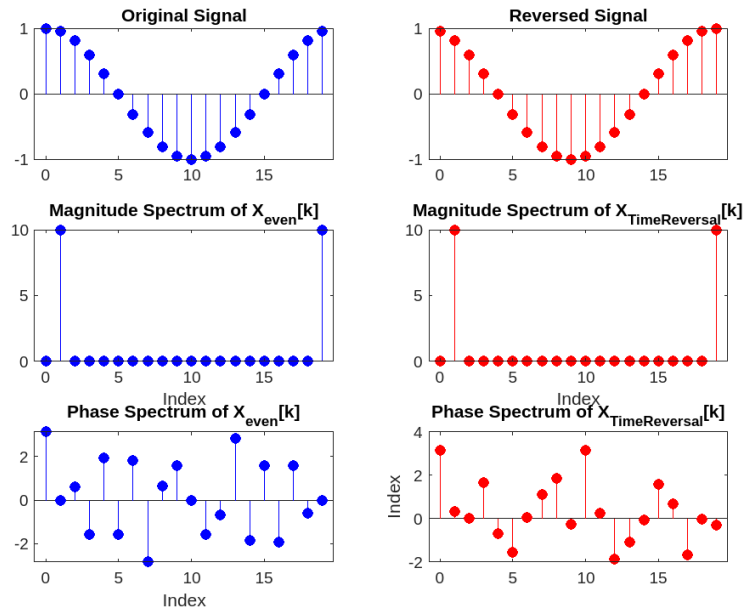 Original Signal
1
0
-1
0 5 10 15
Reversed Signal
1
0
-1
0 5 10 15
Magnitude Spectrum of X_even[k]
10
5
0
0 5 10 15
Index
Magnitude Spectrum of X_TimeReversal[k]
10
5
0
0 5 10 15
Index
Phase Spectrum of X_even[k]
2
0
-2
0 5 10 15
Index
Phase Spectrum of X_TimeReversal[k]
Index
4
2
0
-2
0 5 10 15